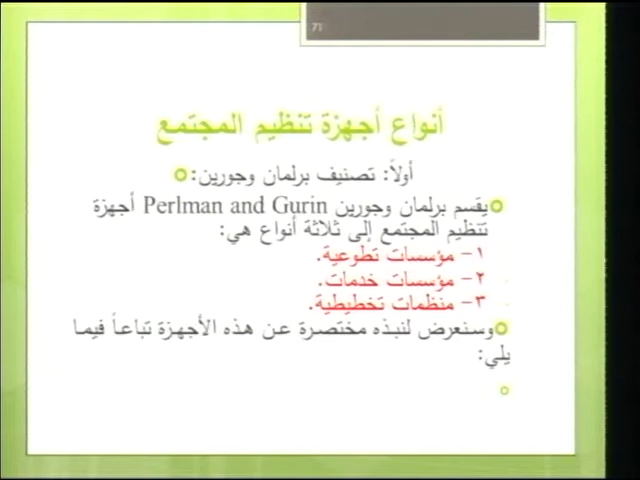 71
أنواع أجهزة تنظيم المجتمع
أولاً: تصنيف برلمان وجورين:
يقسم برلمان وجورين Perlman and Gurin أجهزة
تنظيم المجتمع إلى ثلاثة أنواع هي:
١- مؤسسات تطوعية.
٢- مؤسسات خدمات.
٣- منظمات تخطيطية.
وسنعرض لنبذه مختصرة عن هذه الأجهزة تباعاً فيما
يلي: